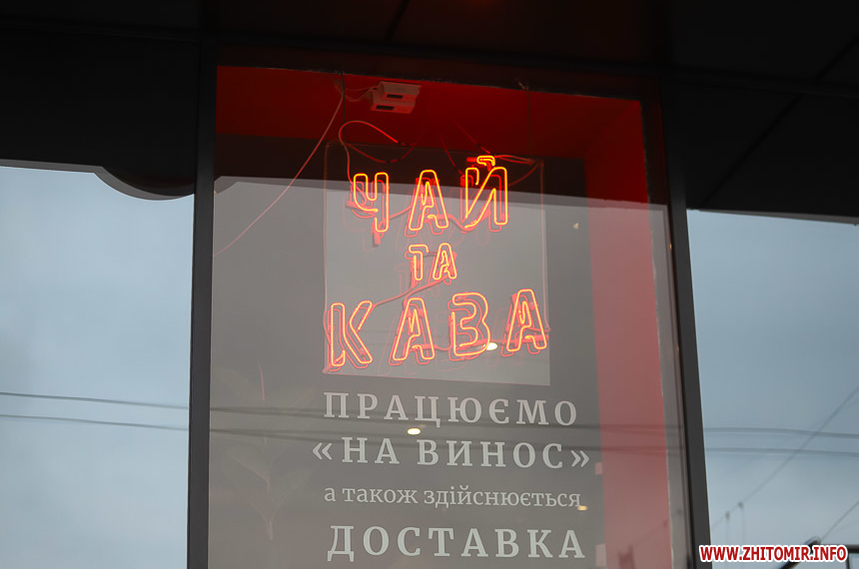 ЧАЙ
ТА
КАВА
ПРАЦЮЄМО
«НА ВИНОС»
а також здійснюється
ДОСТАВКА
WWW.ZHITOMIR.INFO